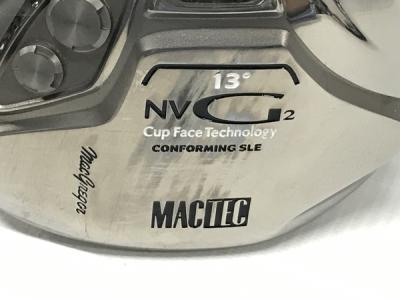 13°
NVG2
Cup Face Technology
CONFORMING SLE
MacGregor
MACTEC